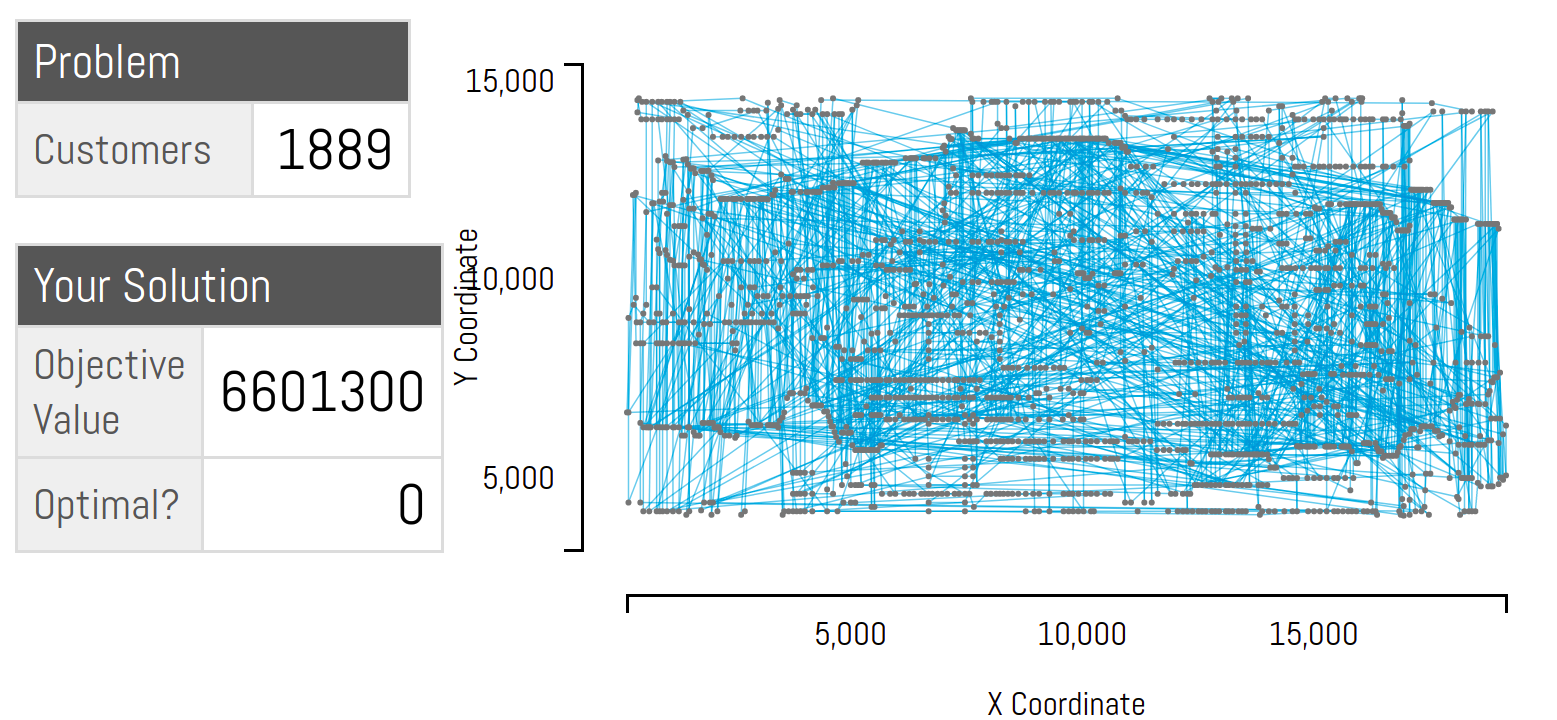 Problem
Customers 1889
Your Solution
Objective
Value
6601300
Optimal? 0
15,000
10,000
5,000
Y Coordinate
5,000 10,000 15,000
X Coordinate